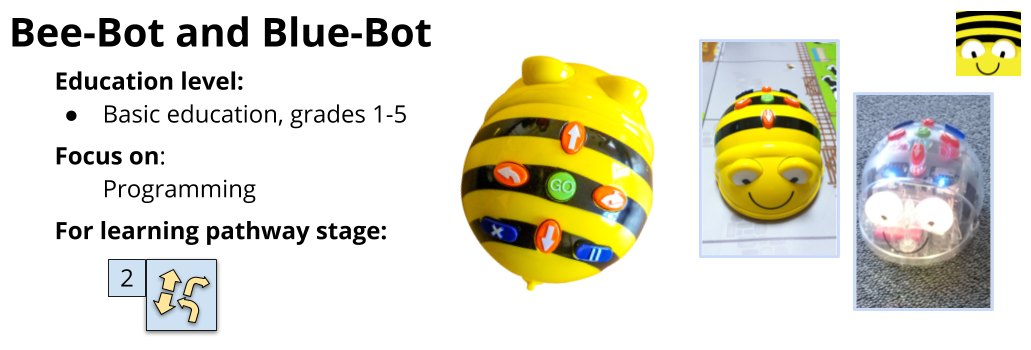 Bee-Bot and Blue-Bot
Education level:
● Basic education, grades 1-5
Focus on:
Programming
For learning pathway stage:
2
GO